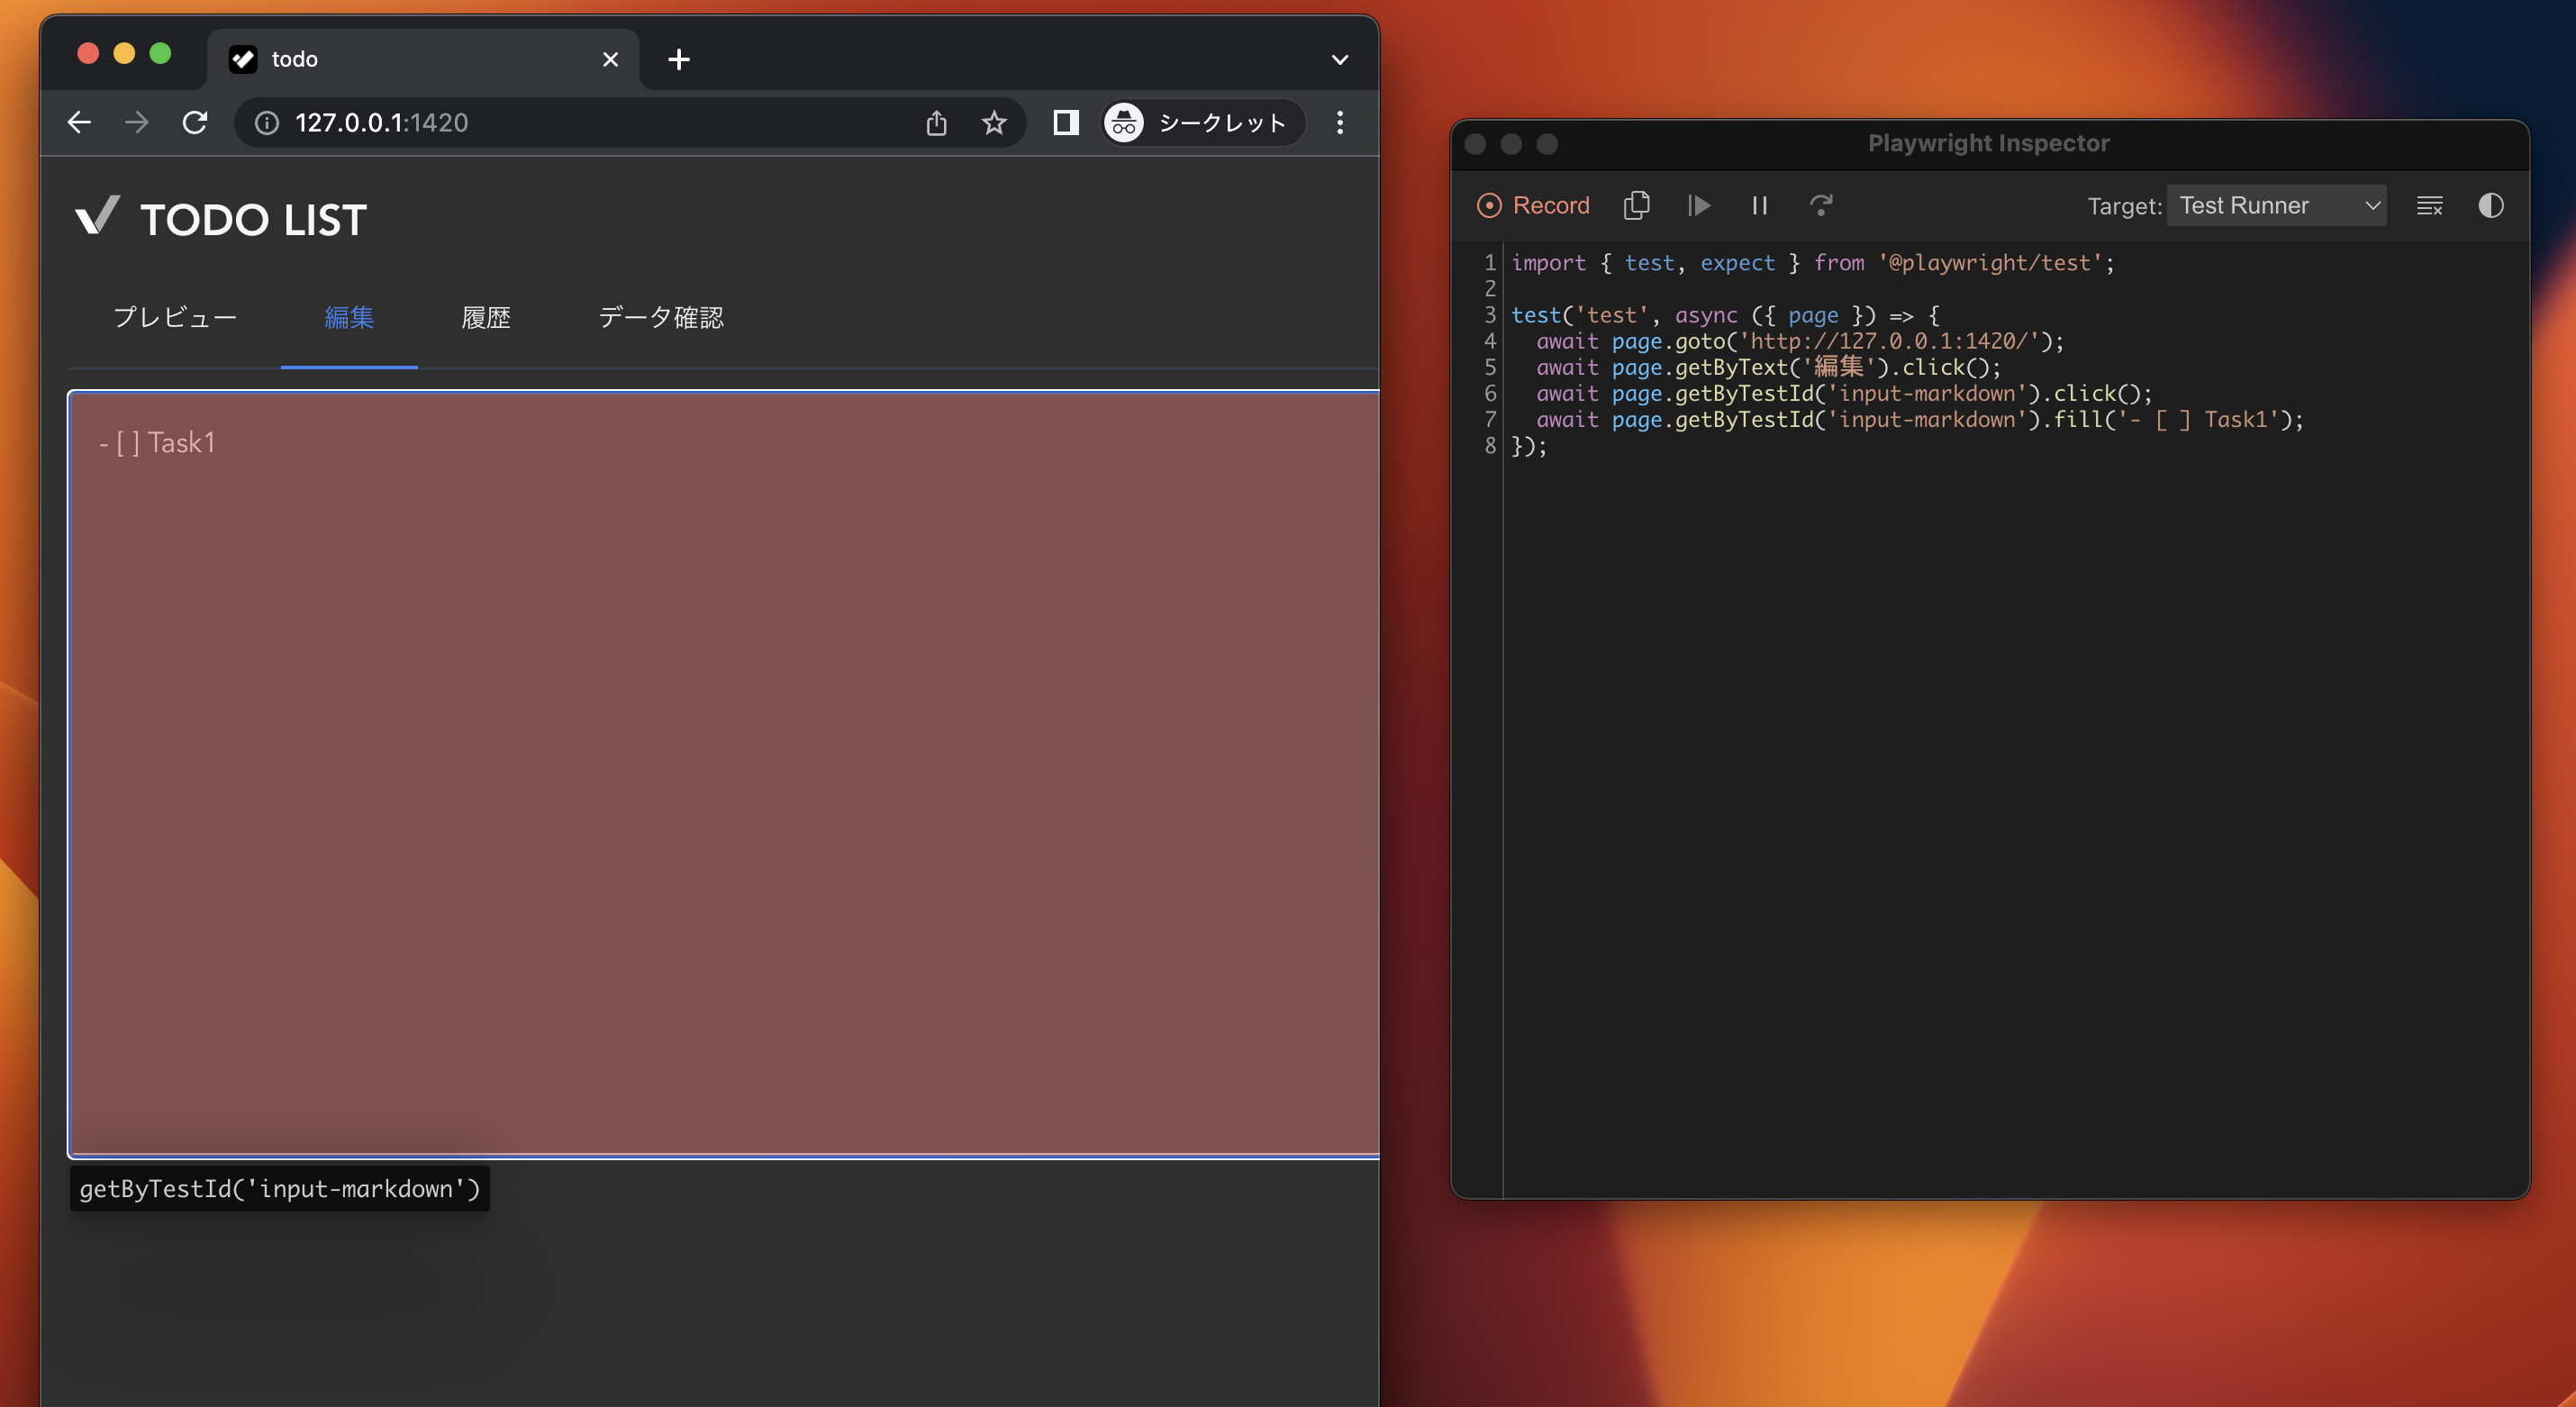 todo
127.0.0.1:1420
シークレット
TODO LIST
プレビュー 編集 履歴 データ確認
- [ ] Task1
getByTestId('input-markdown')
Playwright Inspector
Record
Target: Test Runner
1 import { test, expect } from '@playwright/test';
2
3 test('test', async ({ page }) => {
4   await page.goto('http://127.0.0.1:1420/');
5   await page.getByText('編集').click();
6   await page.getByTestId('input-markdown').click();
7   await page.getByTestId('input-markdown').fill('- [ ] Task1');
8 });